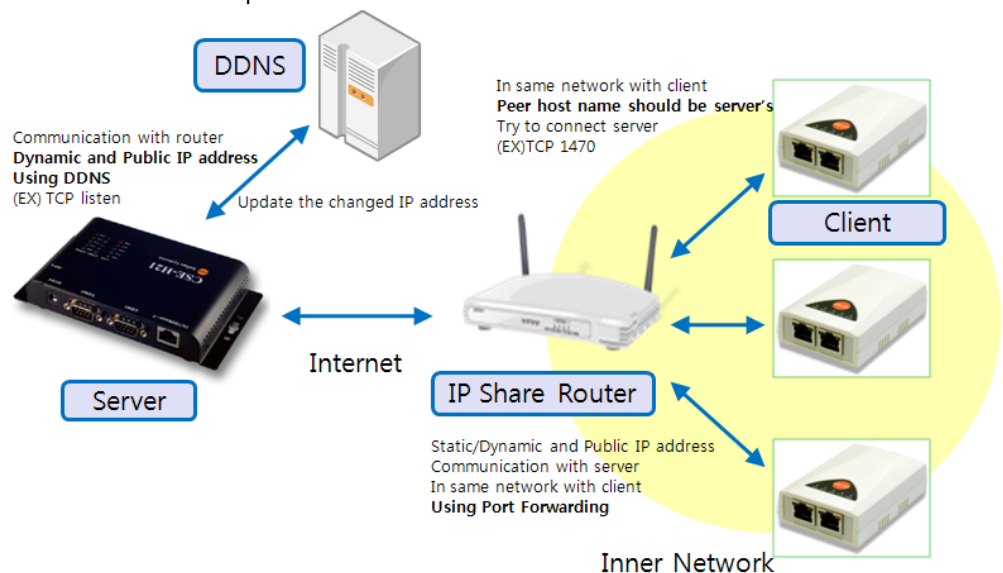 DDNS
In same network with client
Peer host name should be server's
Try to connect server
(EX)TCP 1470
Communication with router
Dynamic and Public IP address
Using DDNS
(EX) TCP listen
Update the changed IP address
Client
CSE-H21
Internet
Server
IP Share Router
Static/Dynamic and Public IP address
Communication with server
In same network with client
Using Port Forwarding
Inner Network